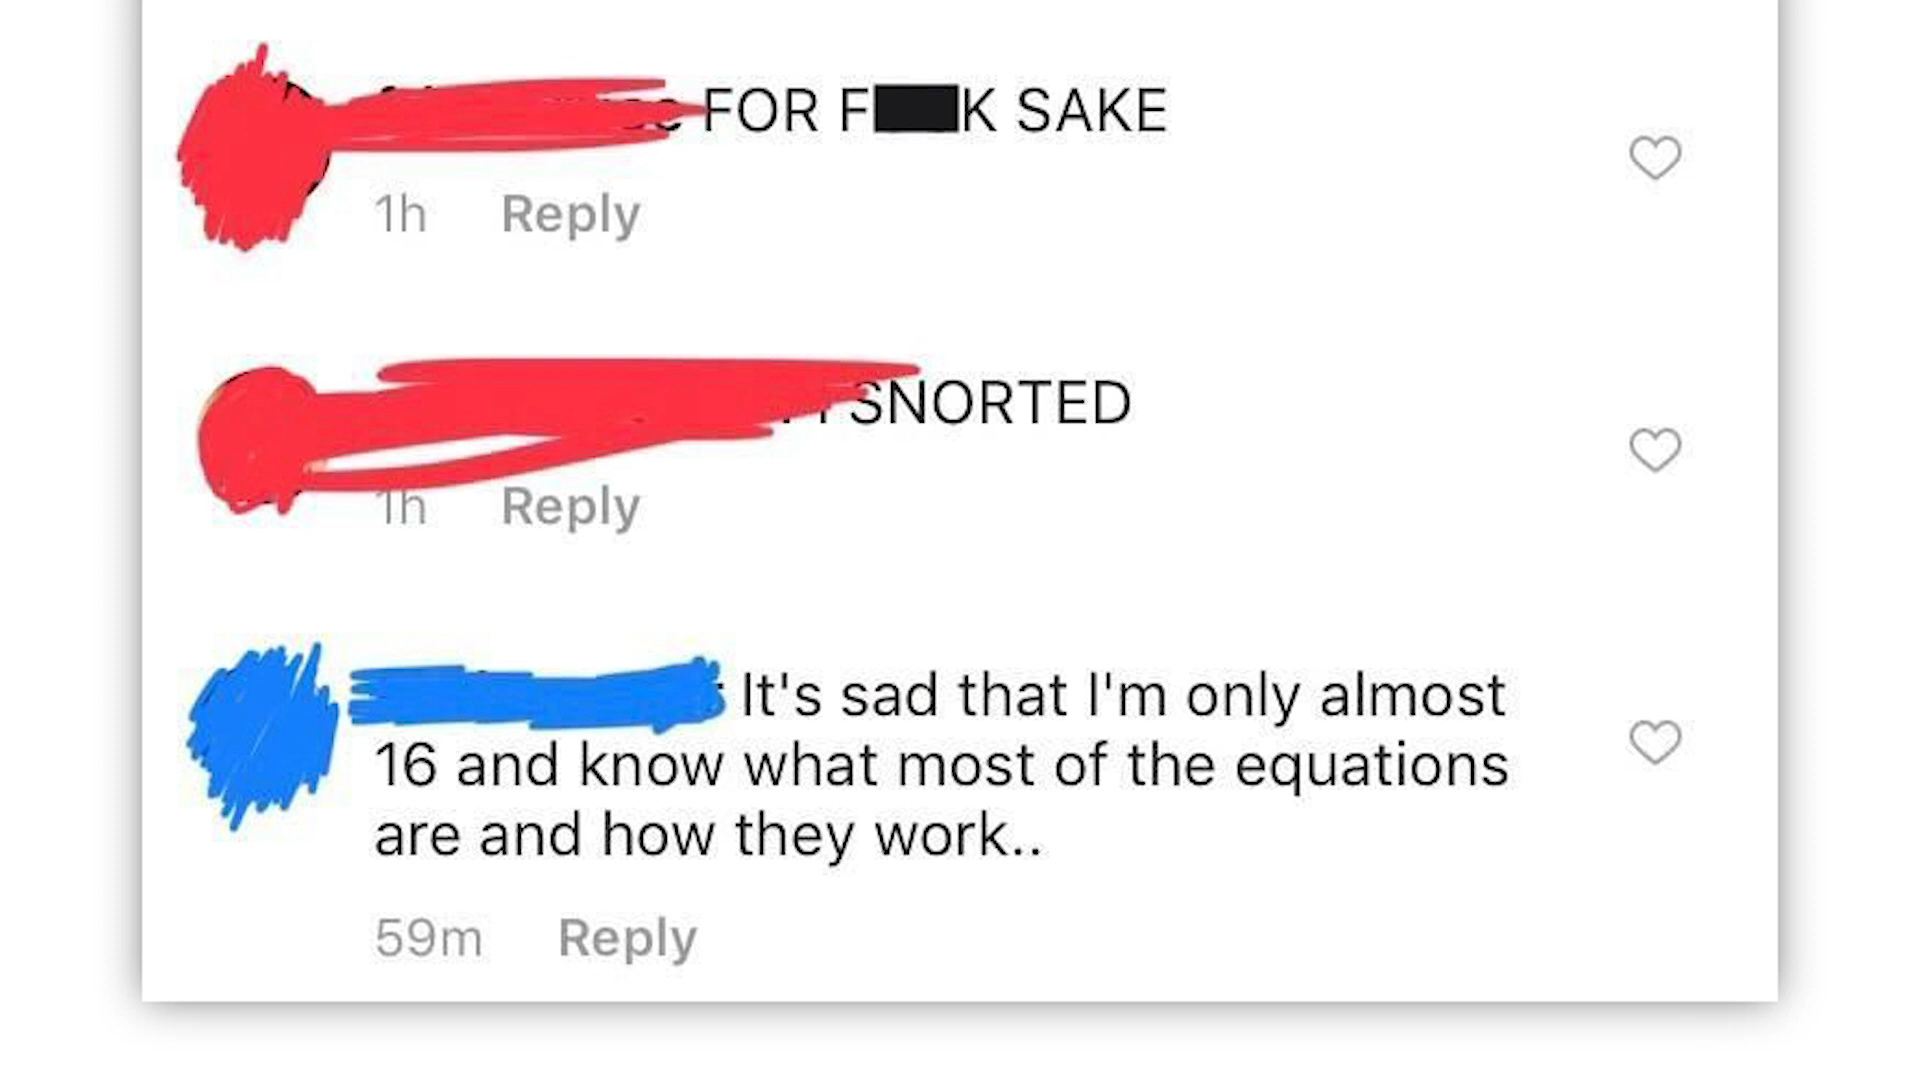 FOR F K SAKE
1h Reply
SNORTED
1h Reply
It's sad that I'm only almost
16 and know what most of the equations
are and how they work..
59m Reply